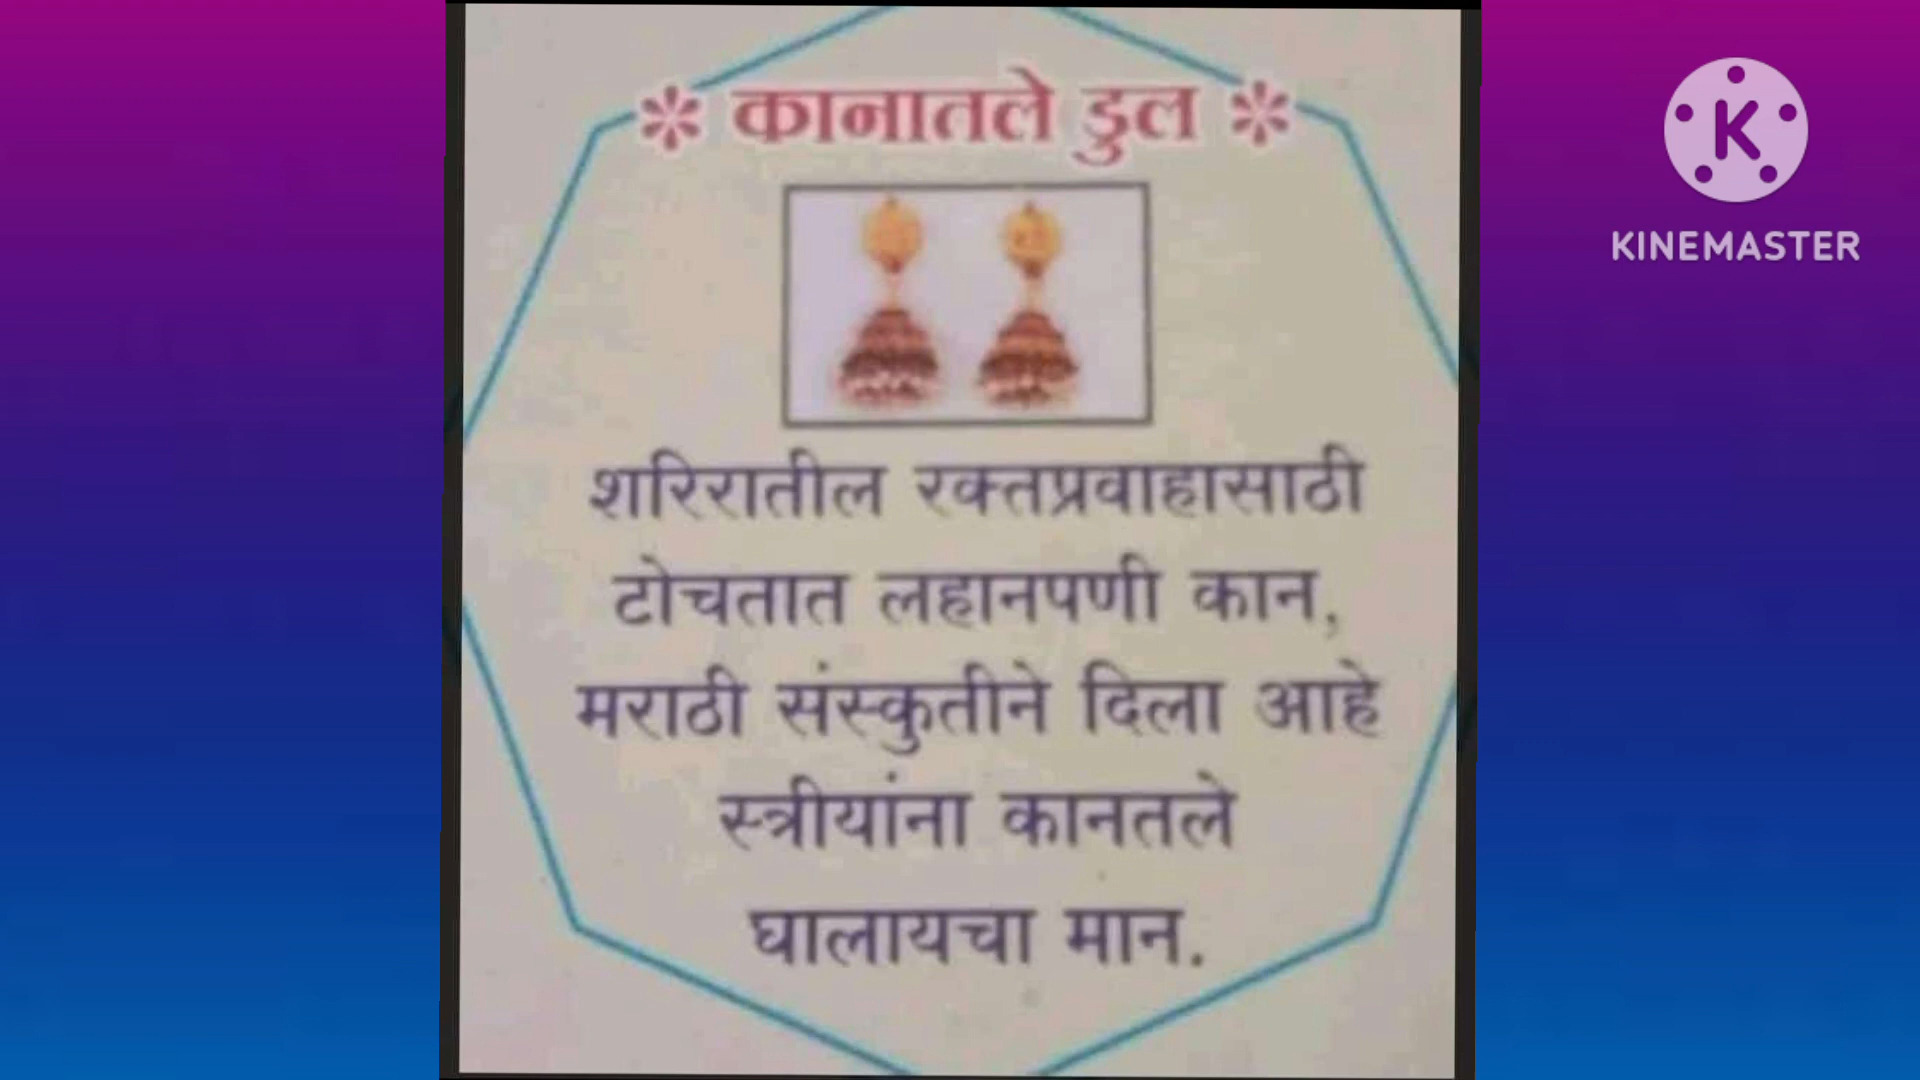 ❇ कानातले डुल ❇
शरिरातील रक्तप्रवाहासाठी
टोचतात लहानपणी कान,
मराठी संस्कुतीने दिला आहे
स्त्रीयांना कानतले
घालायचा मान.
K
KINEMASTER